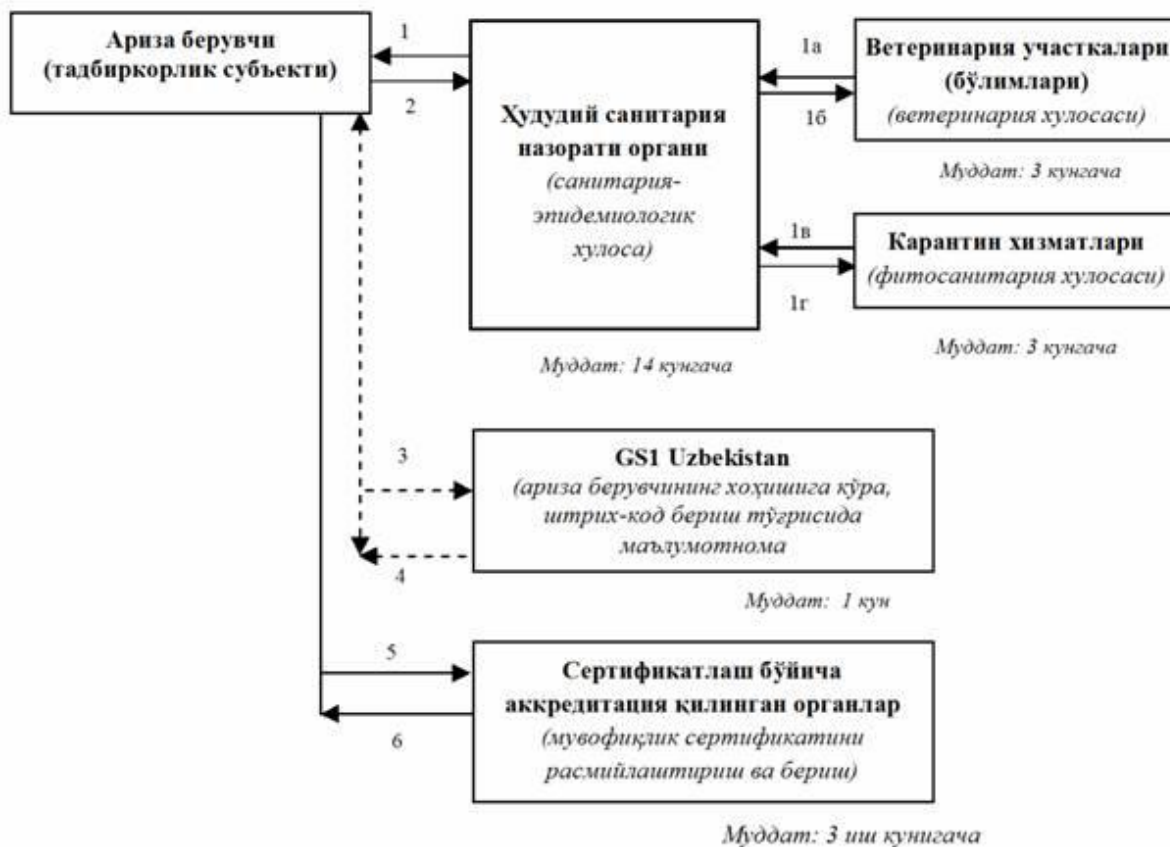 Ариза берувчи
(тадбиркорлик субъекти)
1
2
Ҳудудий санитария
назорати органи
(санитария-
эпидемиологик
хулоса)
Муддат: 14 кунгача
1а
1б
Ветеринария участкалари
(бўлимлари)
(ветеринария хулосаси)
Муддат: 3 кунгача
1в
1г
Карантин хизматлари
(фитосанитария хулосаси)
Муддат: 3 кунгача
3
4
GS1 Uzbekistan
(ариза берувчининг хоҳишига кўра,
штрих-код бериш тўғрисида
маълумотнома
Муддат: 1 кун
5
6
Сертификатлаш бўйича
аккредитация қилинган органлар
(мувофиқлик сертификатини
расмийлаштириш ва бериш)
Муддат: 3 иш кунигача